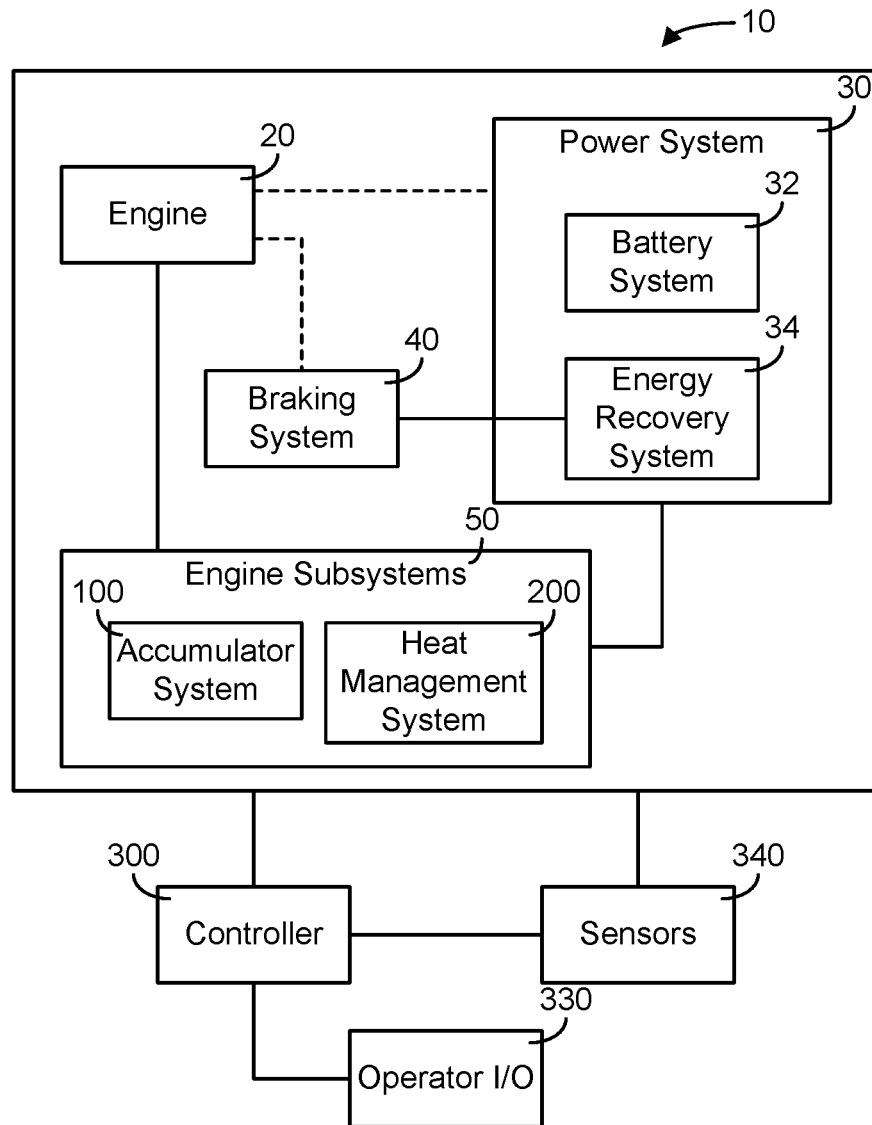 10
30
Power System
20
Engine
32
Battery
System
40
Braking
System
34
Energy
Recovery
System
50
Engine Subsystems
100
Accumulator
System
200
Heat
Management
System
300
Controller
340
Sensors
330
Operator I/O